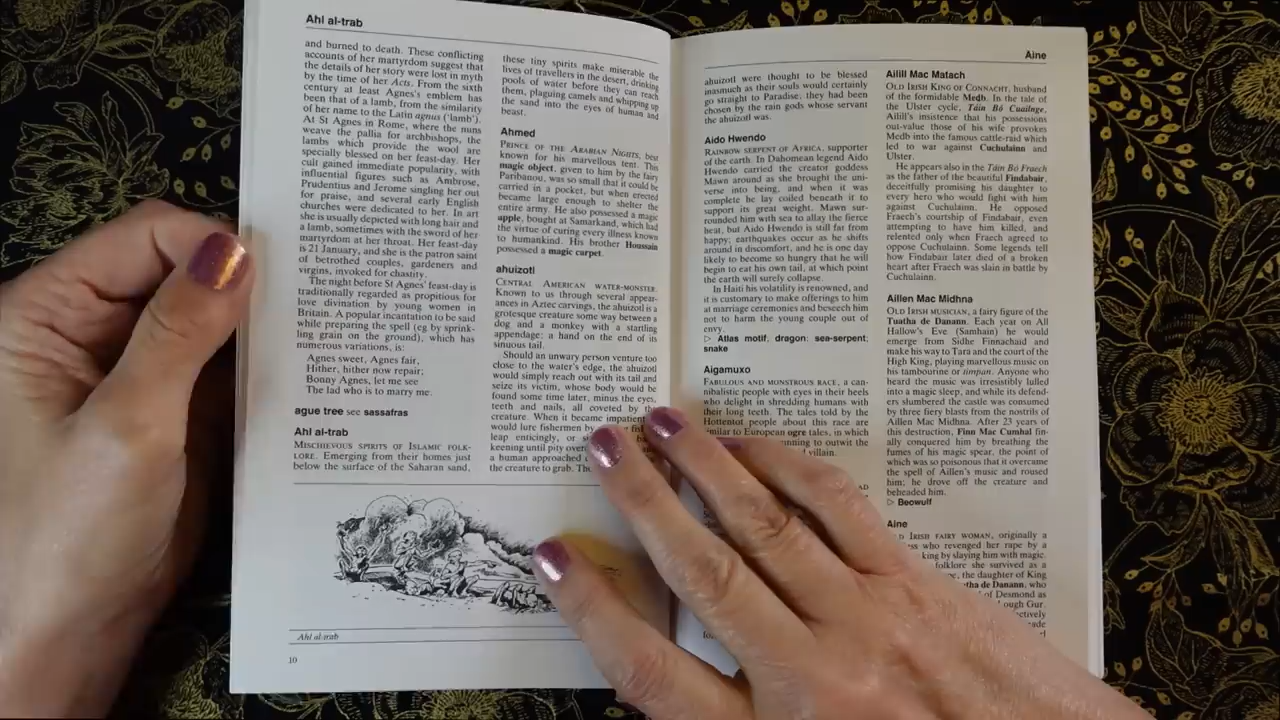 Ahl al-trab
and burned to death. These conflicting
accounts of her martyrdom suggest that
the details of her story were lost in myth
by the time of her Acts. From the sixth
century at least Agnes's emblem has
been that of a lamb, from the similarity
of her name to the Latin agnus ('lamb').
At St Agnes in Rome, where the nuns
weave the pallia for archbishops, the
lambs which provide the wool are
specially blessed on her feast-day. Her
cult gained immediate popularity, with
influential figures such as Ambrose,
Prudentius and Jerome singling her out
for praise, and several early English
churches were dedicated to her. In art
she is usually depicted with long hair and
a lamb, sometimes with the sword of her
martyrdom at her throat. Her feast-day
is 21 January, and she is the patron saint
of betrothed couples, gardeners and
virgins, invoked for chastity.
The night before St Agnes' feast-day is
traditionally regarded as propitious for
love divination by young women in
Britain. A popular incantation to be said
while preparing the spell (eg by sprink-
ling grain on the ground), which has
numerous variations, is:
Agnes sweet, Agnes fair,
Hither, hither now repair;
Bonny Agnes, let me see
The lad who is to marry me.
ague tree see sassafras
Ahl al-trab
MISCHIEVOUS SPIRITS OF ISLAMIC FOLK-
LORE. Emerging from their homes just
below the surface of the Saharan sand,
these tiny spirits make miserable the
lives of travellers in the desert, drinking
pools of water before they can reach
them, plaguing camels and whipping up
the sand into the eyes of human and
beast.
Ahmed
PRINCE OF THE ARABIAN NIGHTS, best
known for his marvellous tent. This
magic object, given to him by the fairy
Paribanou, was so small that it could be
carried in a pocket, but when erected
became large enough to shelter the
entire army. He also possessed a magic
apple, bought at Samarkand, which had
the virtue of curing every illness known
to humankind. His brother Houssain
possessed a magic carpet.
ahuizotl
CENTRAL AMERICAN WATER-MONSTER.
Known to us through several appear-
ances in Aztec carvings, the ahuizotl is a
grotesque creature some way between a
dog and a monkey with a startling
appendage: a hand on the end of its
sinuous tail.
Should an unwary person venture too
close to the water's edge, the ahuizotl
would simply reach out with its tail and
seize its victim, whose body would be
found some time later, minus the eyes,
teeth and nails, all coveted by the
creature. When it became impatient
would lure fishermen by
leap enticingly, or
keening until pity over
a human approached
the creature to grab.
Ahl al-trab
10
Aine
ahuizotl were thought to be blessed
inasmuch as their souls would certainly
go straight to Paradise; they had been
chosen by the rain gods whose servant
the ahuizotl was.
Aido Hwendo
RAINBOW SERPENT OF AFRICA, supporter
of the earth. In Dahomean legend Aido
Hwendo carried the creator goddess
Mawn around as she brought the uni-
verse into being, and when it was
complete he lay coiled beneath it to
support its great weight. Mawn sur-
rounded him with sea to allay the fierce
heat, but Aido Hwendo is still far from
happy; earthquakes occur as he shifts
around in discomfort, and he is one day
likely to become so hungry that he will
begin to eat his own tail, at which point
the earth will surely collapse.
In Haiti his volatility is renowned, and
it is customary to make offerings to him
at marriage ceremonies and beseech him
not to harm the young couple out of
envy.
▷ Atlas motif; dragon; sea-serpent;
snake
Aigamuxo
FABULOUS AND MONSTROUS RACE, a can-
nibalistic people with eyes in their heels
who delight in shredding humans with
their long teeth. The tales told by the
Hottentot people about this race are
similar to European ogre tales, in which
to outwit the
villain.
Ailill Mac Matach
OLD IRISH KING OF CONNACHT, husband
of the formidable Medb. In the tale of
the Ulster cycle, Táin Bó Cuailnge,
Ailill's insistence that his possessions
out-value those of his wife provokes
Medb into the famous cattle-raid which
led to war against Cuchulainn and
Ulster.
He appears also in the Táin Bó Fraech
as the father of the beautiful Findabair,
deceitfully promising his daughter to
every hero who would fight with him
against Cuchulainn. He opposed
Fraech's courtship of Findabair, even
attempting to have him killed, and
relented only when Fraech agreed to
oppose Cuchulainn. Some legends tell
how Findabair later died of a broken
heart after Fraech was slain in battle by
Cuchulainn.
Aillen Mac Midhna
OLD IRISH MUSICIAN, a fairy figure of the
Tuatha de Danann. Each year on All
Hallow's Eve (Samhain) he would
emerge from Sidhe Finnachaid and
make his way to Tara and the court of the
High King, playing marvellous music on
his tambourine or timpan. Anyone who
heard the music was irresistibly lulled
into a magic sleep, and while its defend-
ers slumbered the castle was consumed
by three fiery blasts from the nostrils of
Aillen Mac Midhna. After 23 years of
this destruction, Finn Mac Cumhal fin-
ally conquered him by breathing the
fumes of his magic spear, the point of
which was so poisonous that it overcame
the spell of Aillen's music and roused
him; he drove off the creature and
beheaded him.
▷ Beowulf
Aine
IRISH FAIRY WOMAN, originally a
who revenged her rape by a
king by slaying him with magic.
folklore she survived as a
the daughter of King
de Danann, who
of Desmond as
Gur.